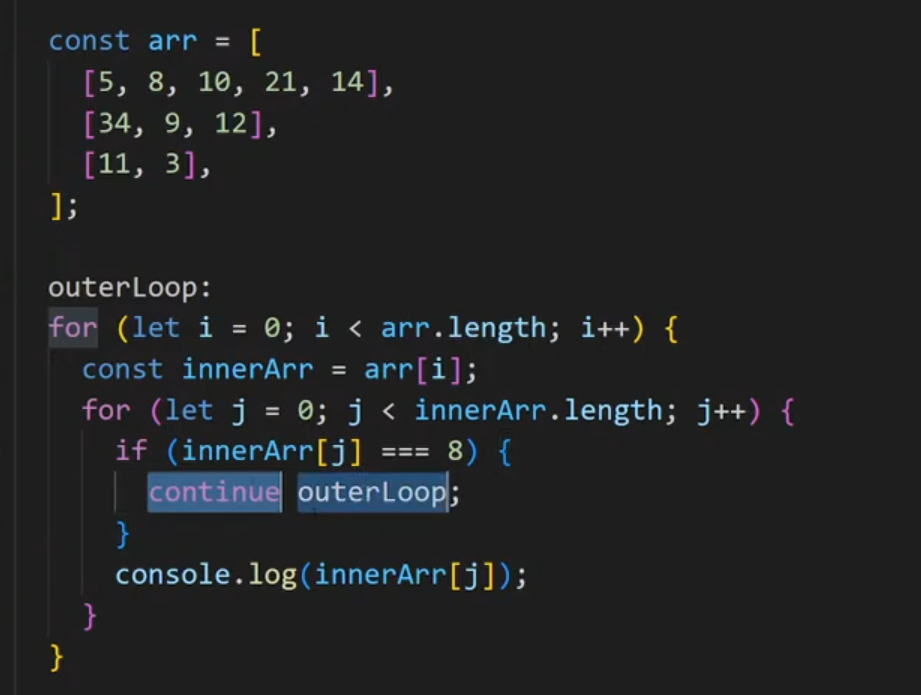 const arr = [
  [5, 8, 10, 21, 14],
  [34, 9, 12],
  [11, 3],
];

outerLoop:
for (let i = 0; i < arr.length; i++) {
  const innerArr = arr[i];
  for (let j = 0; j < innerArr.length; j++) {
    if (innerArr[j] === 8) {
      continue outerLoop;
    }
    console.log(innerArr[j]);
  }
}